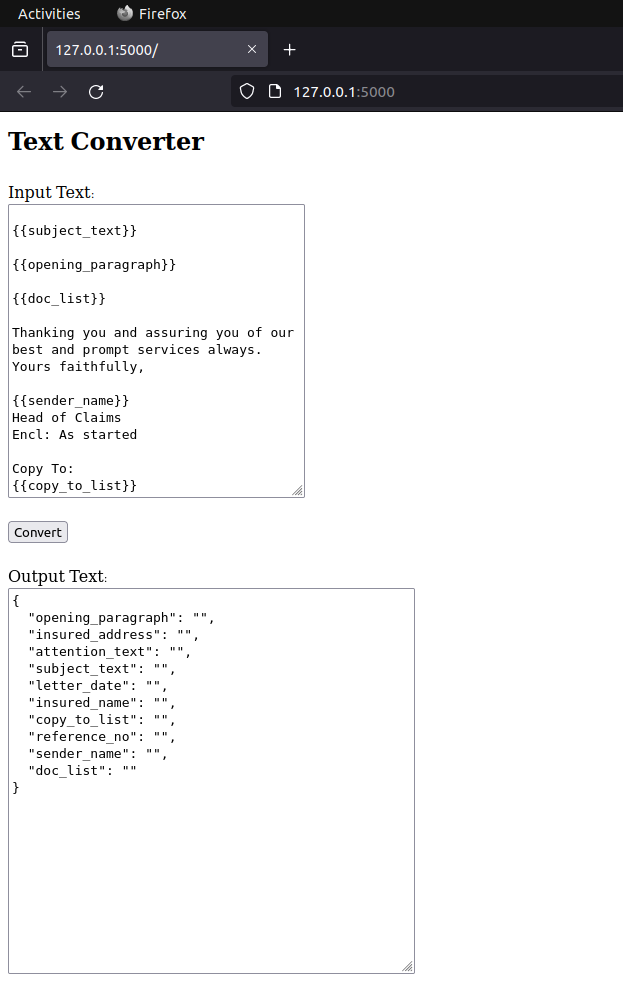 Activities Firefox
127.0.0.1:5000/
127.0.0.1:5000
Text Converter
Input Text:
{{subject_text}}
{{opening_paragraph}}
{{doc_list}}
Thanking you and assuring you of our
best and prompt services always.
Yours faithfully,
{{sender_name}}
Head of Claims
Encl: As started
Copy To:
{{copy_to_list}}
Convert
Output Text:
{
  "opening_paragraph": "",
  "insured_address": "",
  "attention_text": "",
  "subject_text": "",
  "letter_date": "",
  "insured_name": "",
  "copy_to_list": "",
  "reference_no": "",
  "sender_name": "",
  "doc_list": ""
}